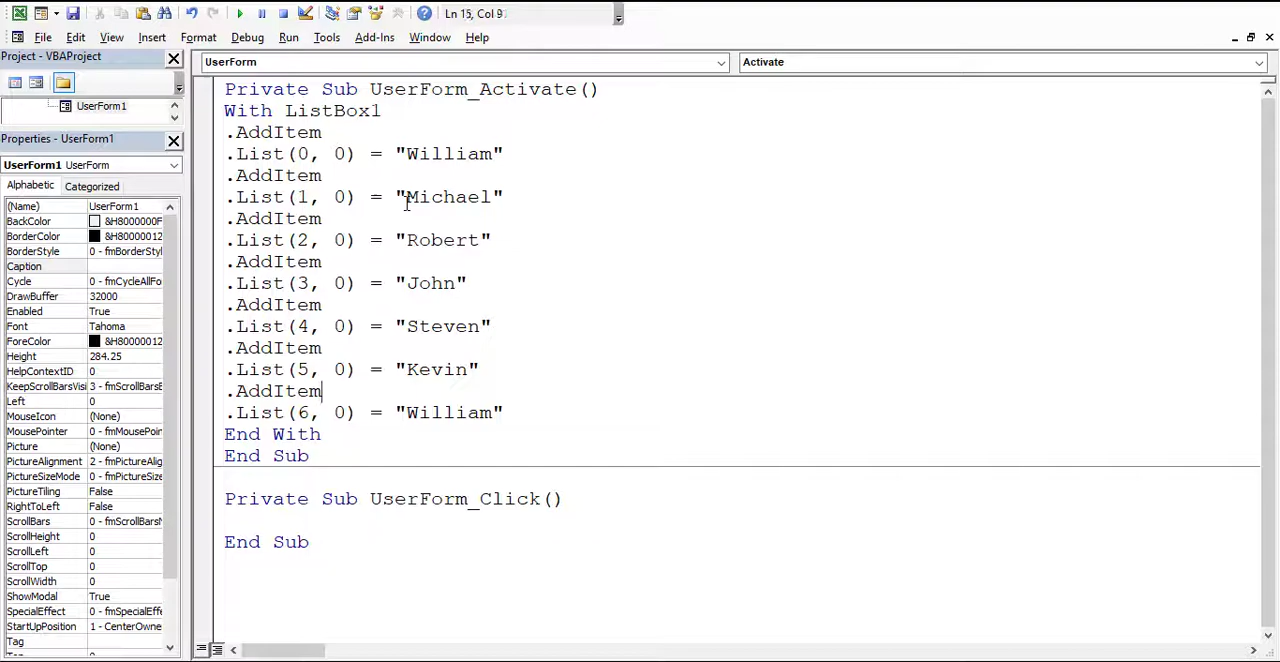 Ln 15, Col 9
File Edit View Insert Format Debug Run Tools Add-Ins Window Help
Project - VBAProject
UserForm1
Properties - UserForm1
UserForm1 UserForm
Alphabetic Categorized
(Name) UserForm1
BackColor &H8000000F
BorderColor &H80000012
BorderStyle 0 - fmBorderStyl
Caption
Cycle 0 - fmCycleAllFo
DrawBuffer 32000
Enabled True
Font Tahoma
ForeColor &H80000012
Height 284.25
HelpContextID 0
KeepScrollBarsVisi 3 - fmScrollBarsB
Left 0
MouseIcon (None)
MousePointer 0 - fmMousePoin
Picture (None)
PictureAlignment 2 - fmPictureAlig
PictureSizeMode 0 - fmPictureSize
PictureTiling False
RightToLeft False
ScrollBars 0 - fmScrollBarsN
ScrollHeight 0
ScrollLeft 0
ScrollTop 0
ScrollWidth 0
ShowModal True
SpecialEffect 0 - fmSpecialEffe
StartUpPosition 1 - CenterOwne
Tag
UserForm Activate
Private Sub UserForm_Activate()
With ListBox1
.AddItem
.List(0, 0) = "William"
.AddItem
.List(1, 0) = "Michael"
.AddItem
.List(2, 0) = "Robert"
.AddItem
.List(3, 0) = "John"
.AddItem
.List(4, 0) = "Steven"
.AddItem
.List(5, 0) = "Kevin"
.AddItem
.List(6, 0) = "William"
End With
End Sub
Private Sub UserForm_Click()
End Sub